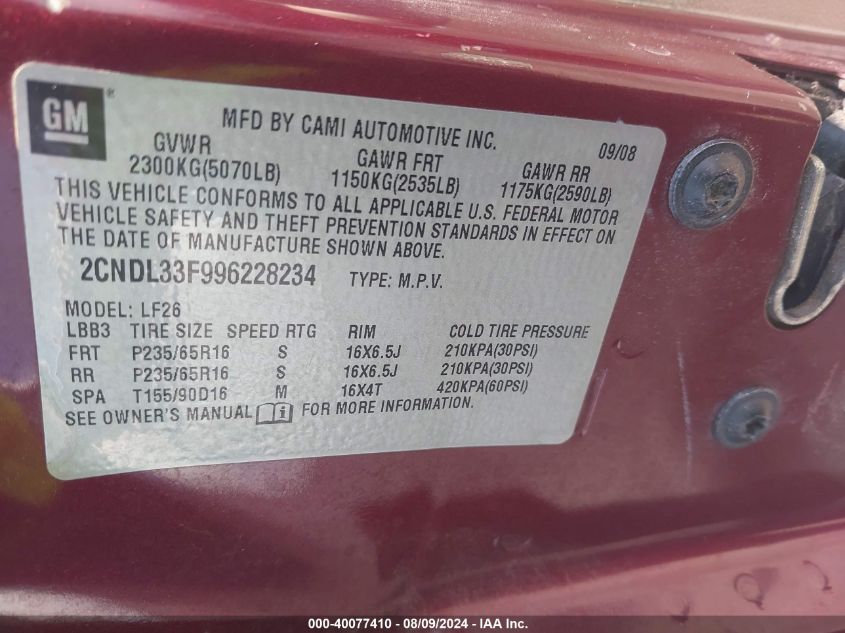 GM®
MFD BY CAMI AUTOMOTIVE INC. 09/08
GVWR GAWR FRT GAWR RR
2300KG(5070LB) 1150KG(2535LB) 1175KG(2590LB)
THIS VEHICLE CONFORMS TO ALL APPLICABLE U.S. FEDERAL MOTOR
VEHICLE SAFETY AND THEFT PREVENTION STANDARDS IN EFFECT ON
THE DATE OF MANUFACTURE SHOWN ABOVE.
2CNDL33F996228234 TYPE: M.P.V.
MODEL: LF26
LBB3 TIRE SIZE SPEED RTG RIM COLD TIRE PRESSURE
FRT P235/65R16 S 16X6.5J 210KPA(30PSI)
RR P235/65R16 S 16X6.5J 210KPA(30PSI)
SPA T155/90D16 M 16X4T 420KPA(60PSI)
SEE OWNER'S MANUAL i FOR MORE INFORMATION.
000-40077410 - 08/09/2024 - IAA Inc.